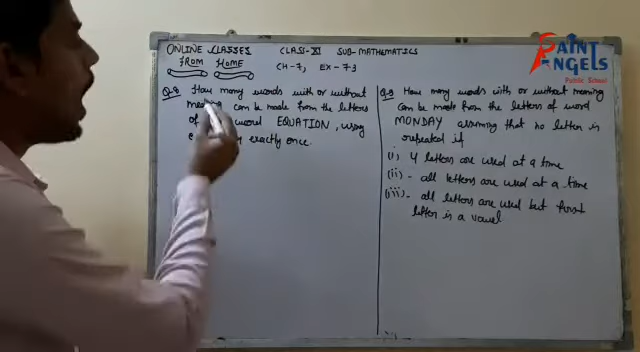 ONLINE CLASSES
FROM HOME
CLASS-XI SUB-MATHEMATICS
CH-7, EX-7.3
PAINT
ANGELS
Public School
Q.8 How many words with or without
can be made from the letters
of word EQUATION, using
exactly once.
Q.9 How many words with or without meaning
can be made from the letters of word
MONDAY assuming that no letter is
repeated if
(i) 4 letters are used at a time
(ii) - all letters are used at a time
(iii) - all letters are used but first
letter is a vowel